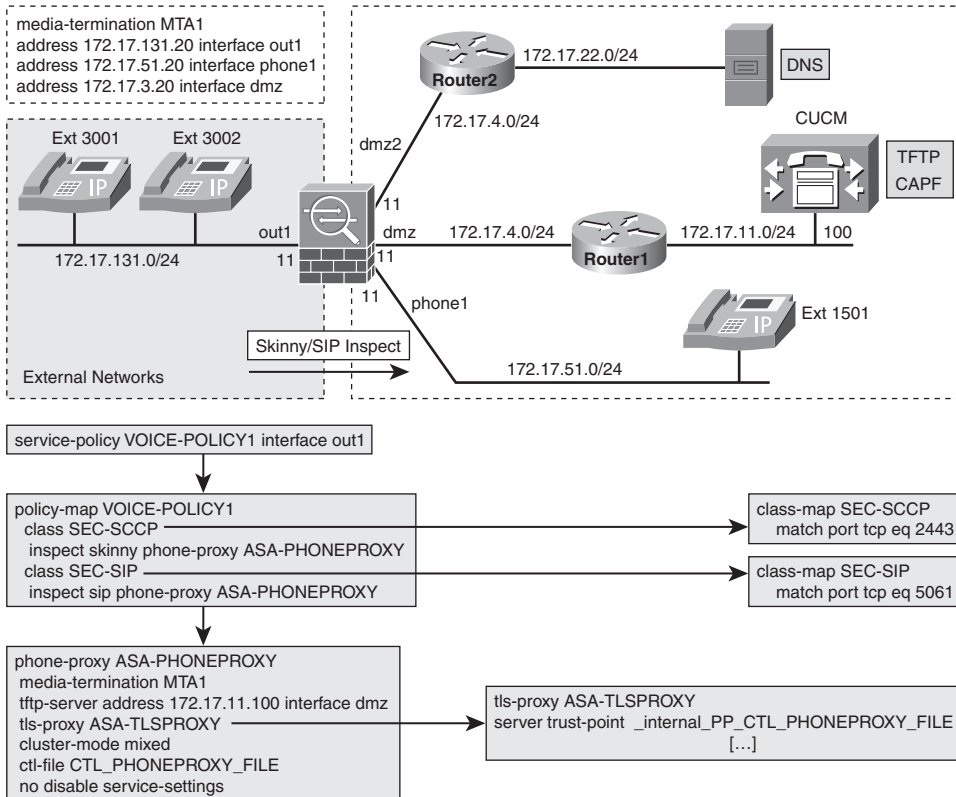 media-termination MTA1
address 172.17.131.20 interface out1
address 172.17.51.20 interface phone1
address 172.17.3.20 interface dmz
Ext 3001
Ext 3002
IP
IP
172.17.131.0/24
out1
11
External Networks
Skinny/SIP Inspect
Router2
172.17.22.0/24
DNS
172.17.4.0/24
dmz2
11
CUCM
TFTP
CAPF
dmz
172.17.4.0/24
11
Router1
172.17.11.0/24
100
11
phone1
Ext 1501
IP
172.17.51.0/24
service-policy VOICE-POLICY1 interface out1
policy-map VOICE-POLICY1
class SEC-SCCP
inspect skinny phone-proxy ASA-PHONEPROXY
class SEC-SIP
inspect sip phone-proxy ASA-PHONEPROXY
class-map SEC-SCCP
match port tcp eq 2443
class-map SEC-SIP
match port tcp eq 5061
phone-proxy ASA-PHONEPROXY
media-termination MTA1
tftp-server address 172.17.11.100 interface dmz
tls-proxy ASA-TLSPROXY
cluster-mode mixed
ctl-file CTL_PHONEPROXY_FILE
no disable service-settings
tls-proxy ASA-TLSPROXY
server trust-point _internal_PP_CTL_PHONEPROXY_FILE
[...]